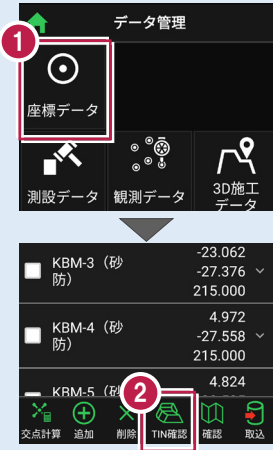 データ管理
1
座標データ
測設データ
観測データ
3D施工
データ
KBM-3（砂
防）
-23.062
-27.376
215.000
KBM-4（砂
防）
4.972
-27.558
215.000
KBM-5（砂
4.824
2
交点計算
追加
削除
TIN確認
確認
取込